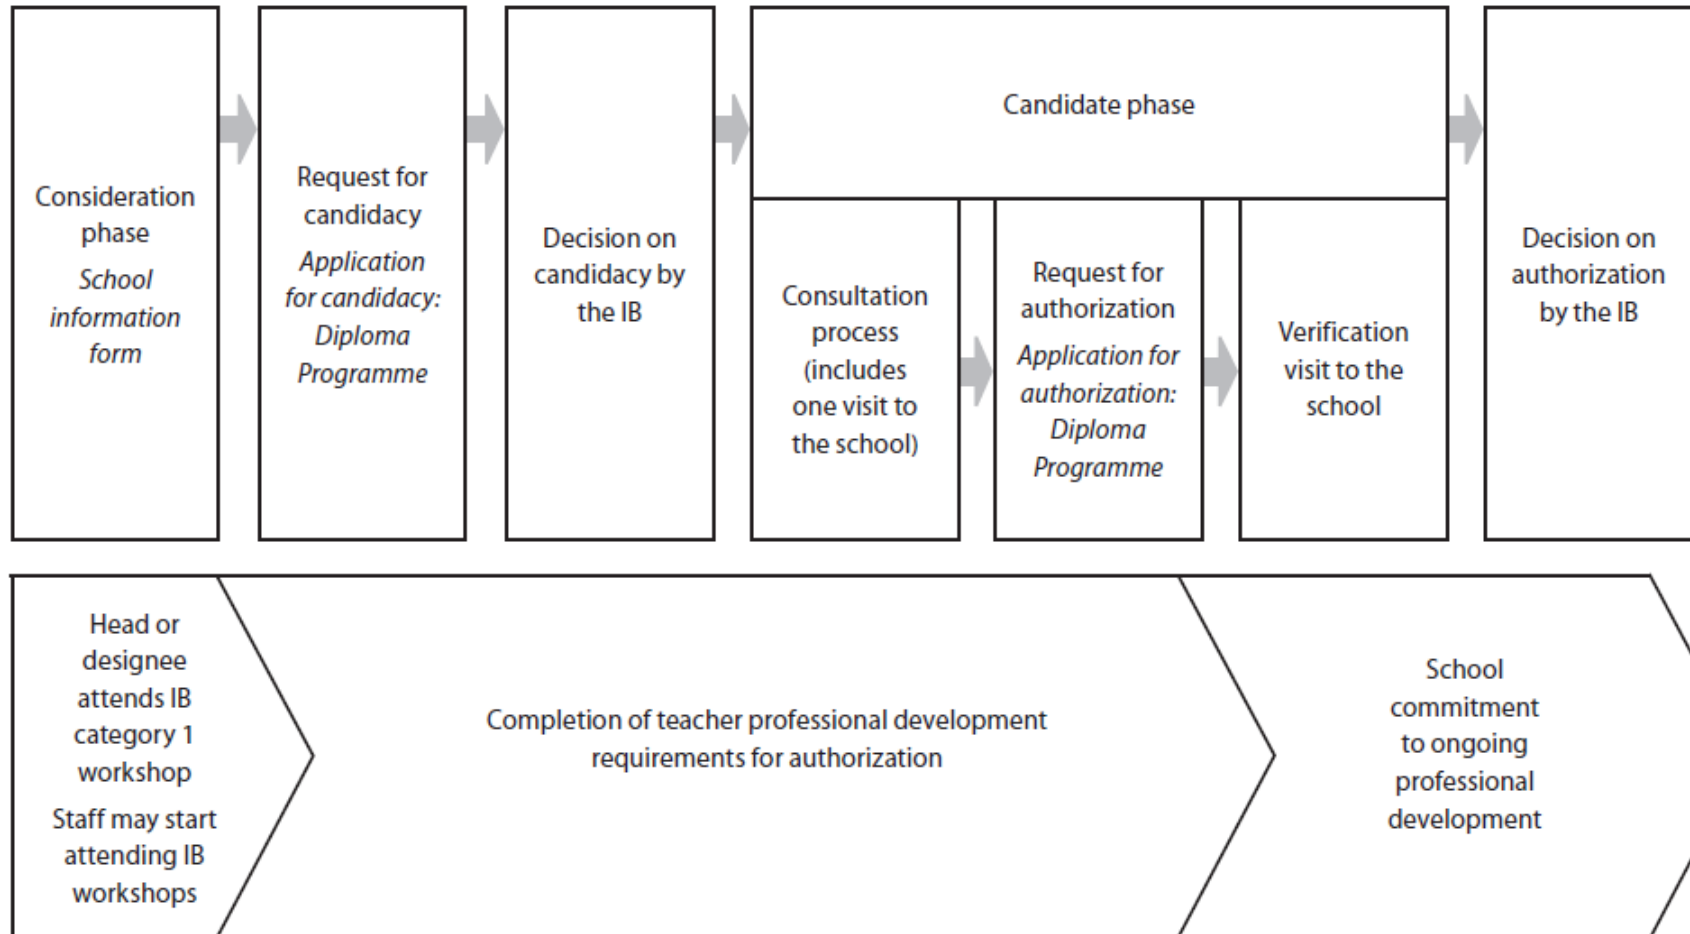 Consideration
phase
School
information
form
Request for
candidacy
Application
for candidacy:
Diploma
Programme
Decision on
candidacy by
the IB
Candidate phase
Consultation
process
(includes
one visit to
the school)
Request for
authorization
Application for
authorization:
Diploma
Programme
Verification
visit to the
school
Decision on
authorization
by the IB
Head or
designee
attends IB
category 1
workshop
Staff may start
attending IB
workshops
Completion of teacher professional development
requirements for authorization
School
commitment
to ongoing
professional
development